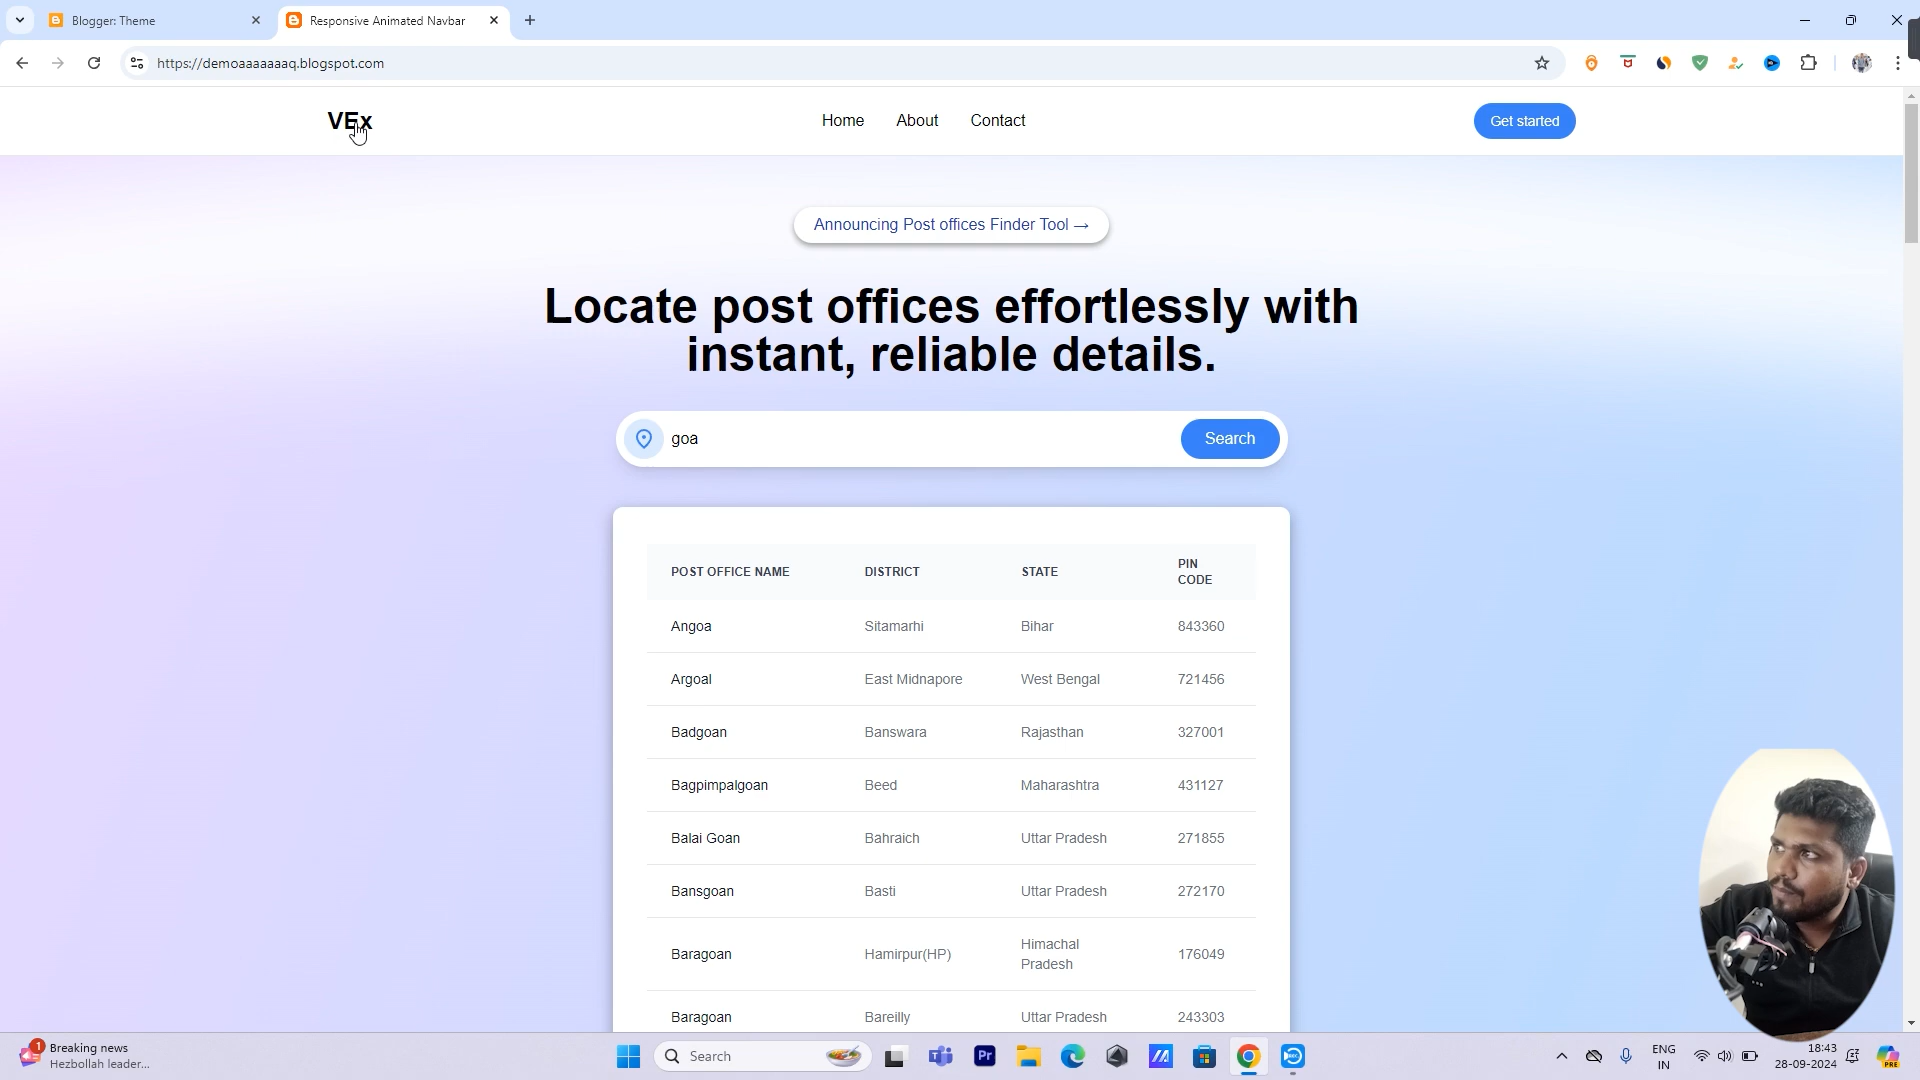 Blogger: Theme
Responsive Animated Navbar
https://demoaaaaaaaq.blogspot.com
VEx
Home About Contact
Get started
Announcing Post offices Finder Tool →
Locate post offices effortlessly with
instant, reliable details.
goa
Search
POST OFFICE NAME DISTRICT STATE PIN CODE
Angoa Sitamarhi Bihar 843360
Argoal East Midnapore West Bengal 721456
Badgoan Banswara Rajasthan 327001
Bagpimpalgoan Beed Maharashtra 431127
Balai Goan Bahraich Uttar Pradesh 271855
Bansgoan Basti Uttar Pradesh 272170
Baragoan Hamirpur(HP) Himachal Pradesh 176049
Baragoan Bareilly Uttar Pradesh 243303
1
Breaking news
Hezbollah leader...
Search
Pr
REC
ENG
IN
18:43
28-09-2024
PRE